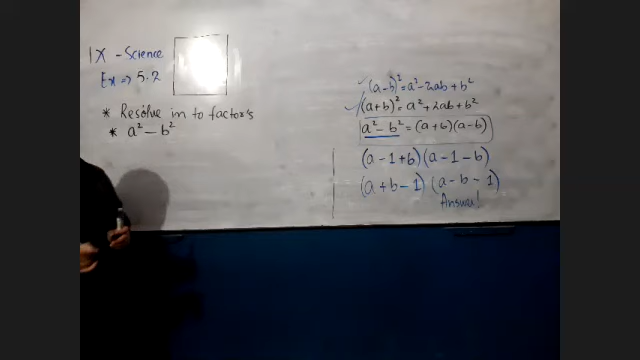 IX - Science
Ex => 5.2
* Resolve in to factor's
* a² - b²
✓ (a-b)² = a² - 2ab + b²
✓ (a+b)² = a² + 2ab + b²
a² - b² = (a+b)(a-b)
(a-1+b)(a-1-b)
(a+b-1)(a-b-1)
Answer!